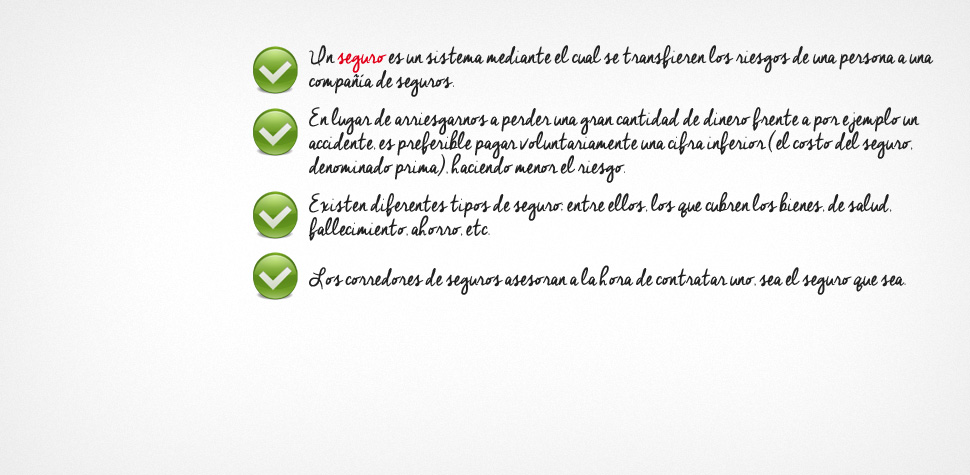 Un seguro es un sistema mediante el cual se transfieren los riesgos de una persona a una
compañía de seguros.
En lugar de arriesgarnos a perder una gran cantidad de dinero frente a por ejemplo un
accidente, es preferible pagar voluntariamente una cifra inferior (el costo del seguro,
denominado prima), haciendo menor el riesgo.
Existen diferentes tipos de seguro; entre ellos, los que cubren los bienes, de salud,
fallecimiento, ahorro, etc.
Los corredores de seguros asesoran a la hora de contratar uno, sea el seguro que sea.